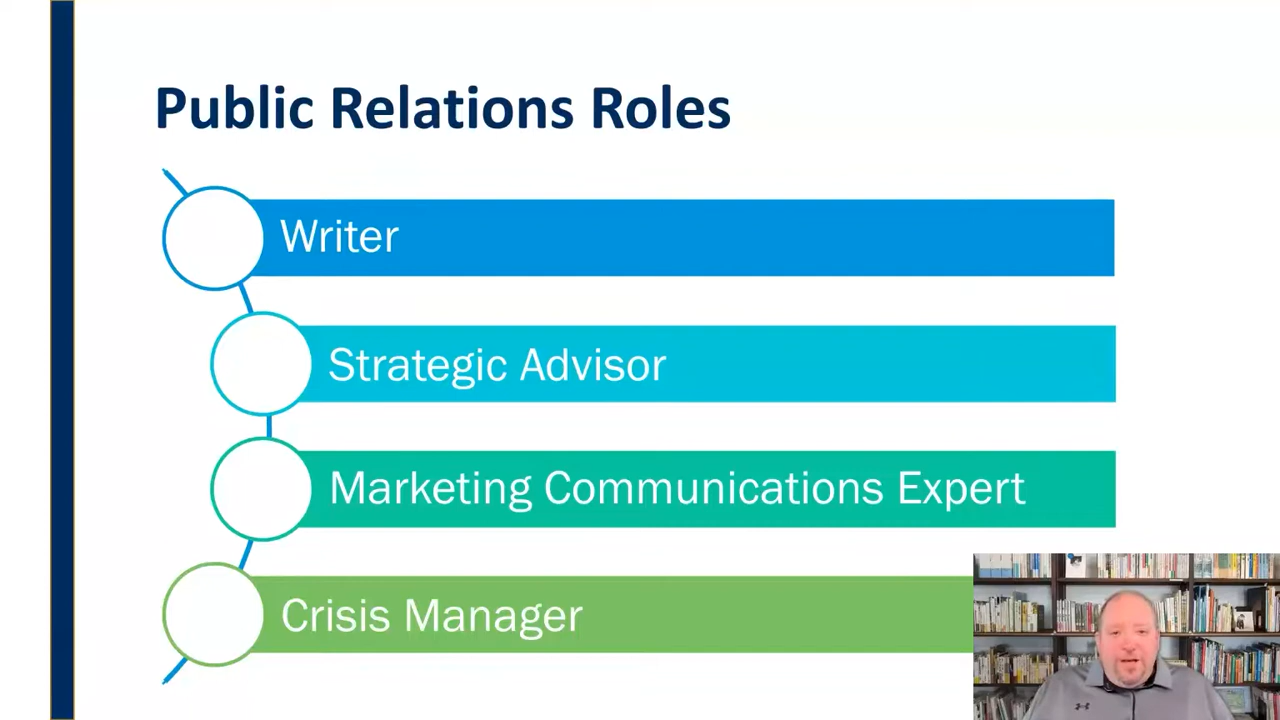 Public Relations Roles
Writer
Strategic Advisor
Marketing Communications Expert
Crisis Manager